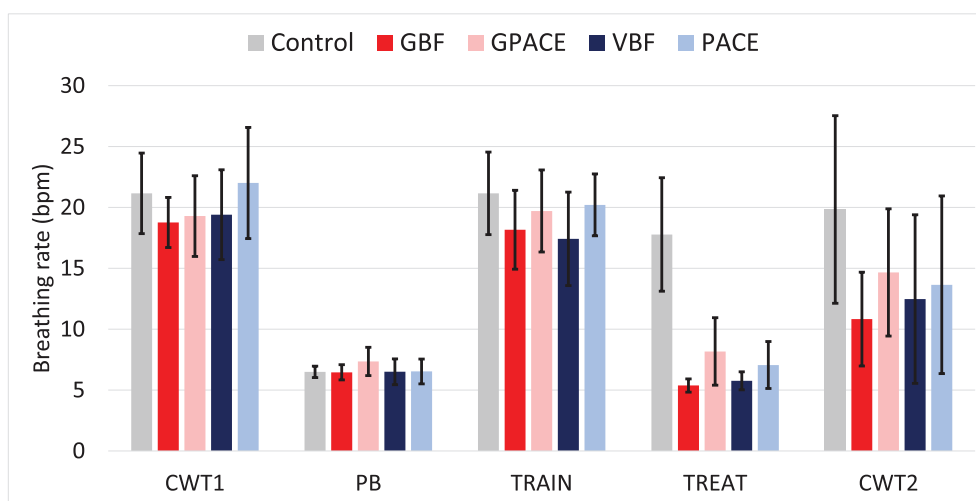 Control GBF GPACE VBF PACE
Breathing rate (bpm)
30
25
20
15
10
5
0
CWT1 PB TRAIN TREAT CWT2